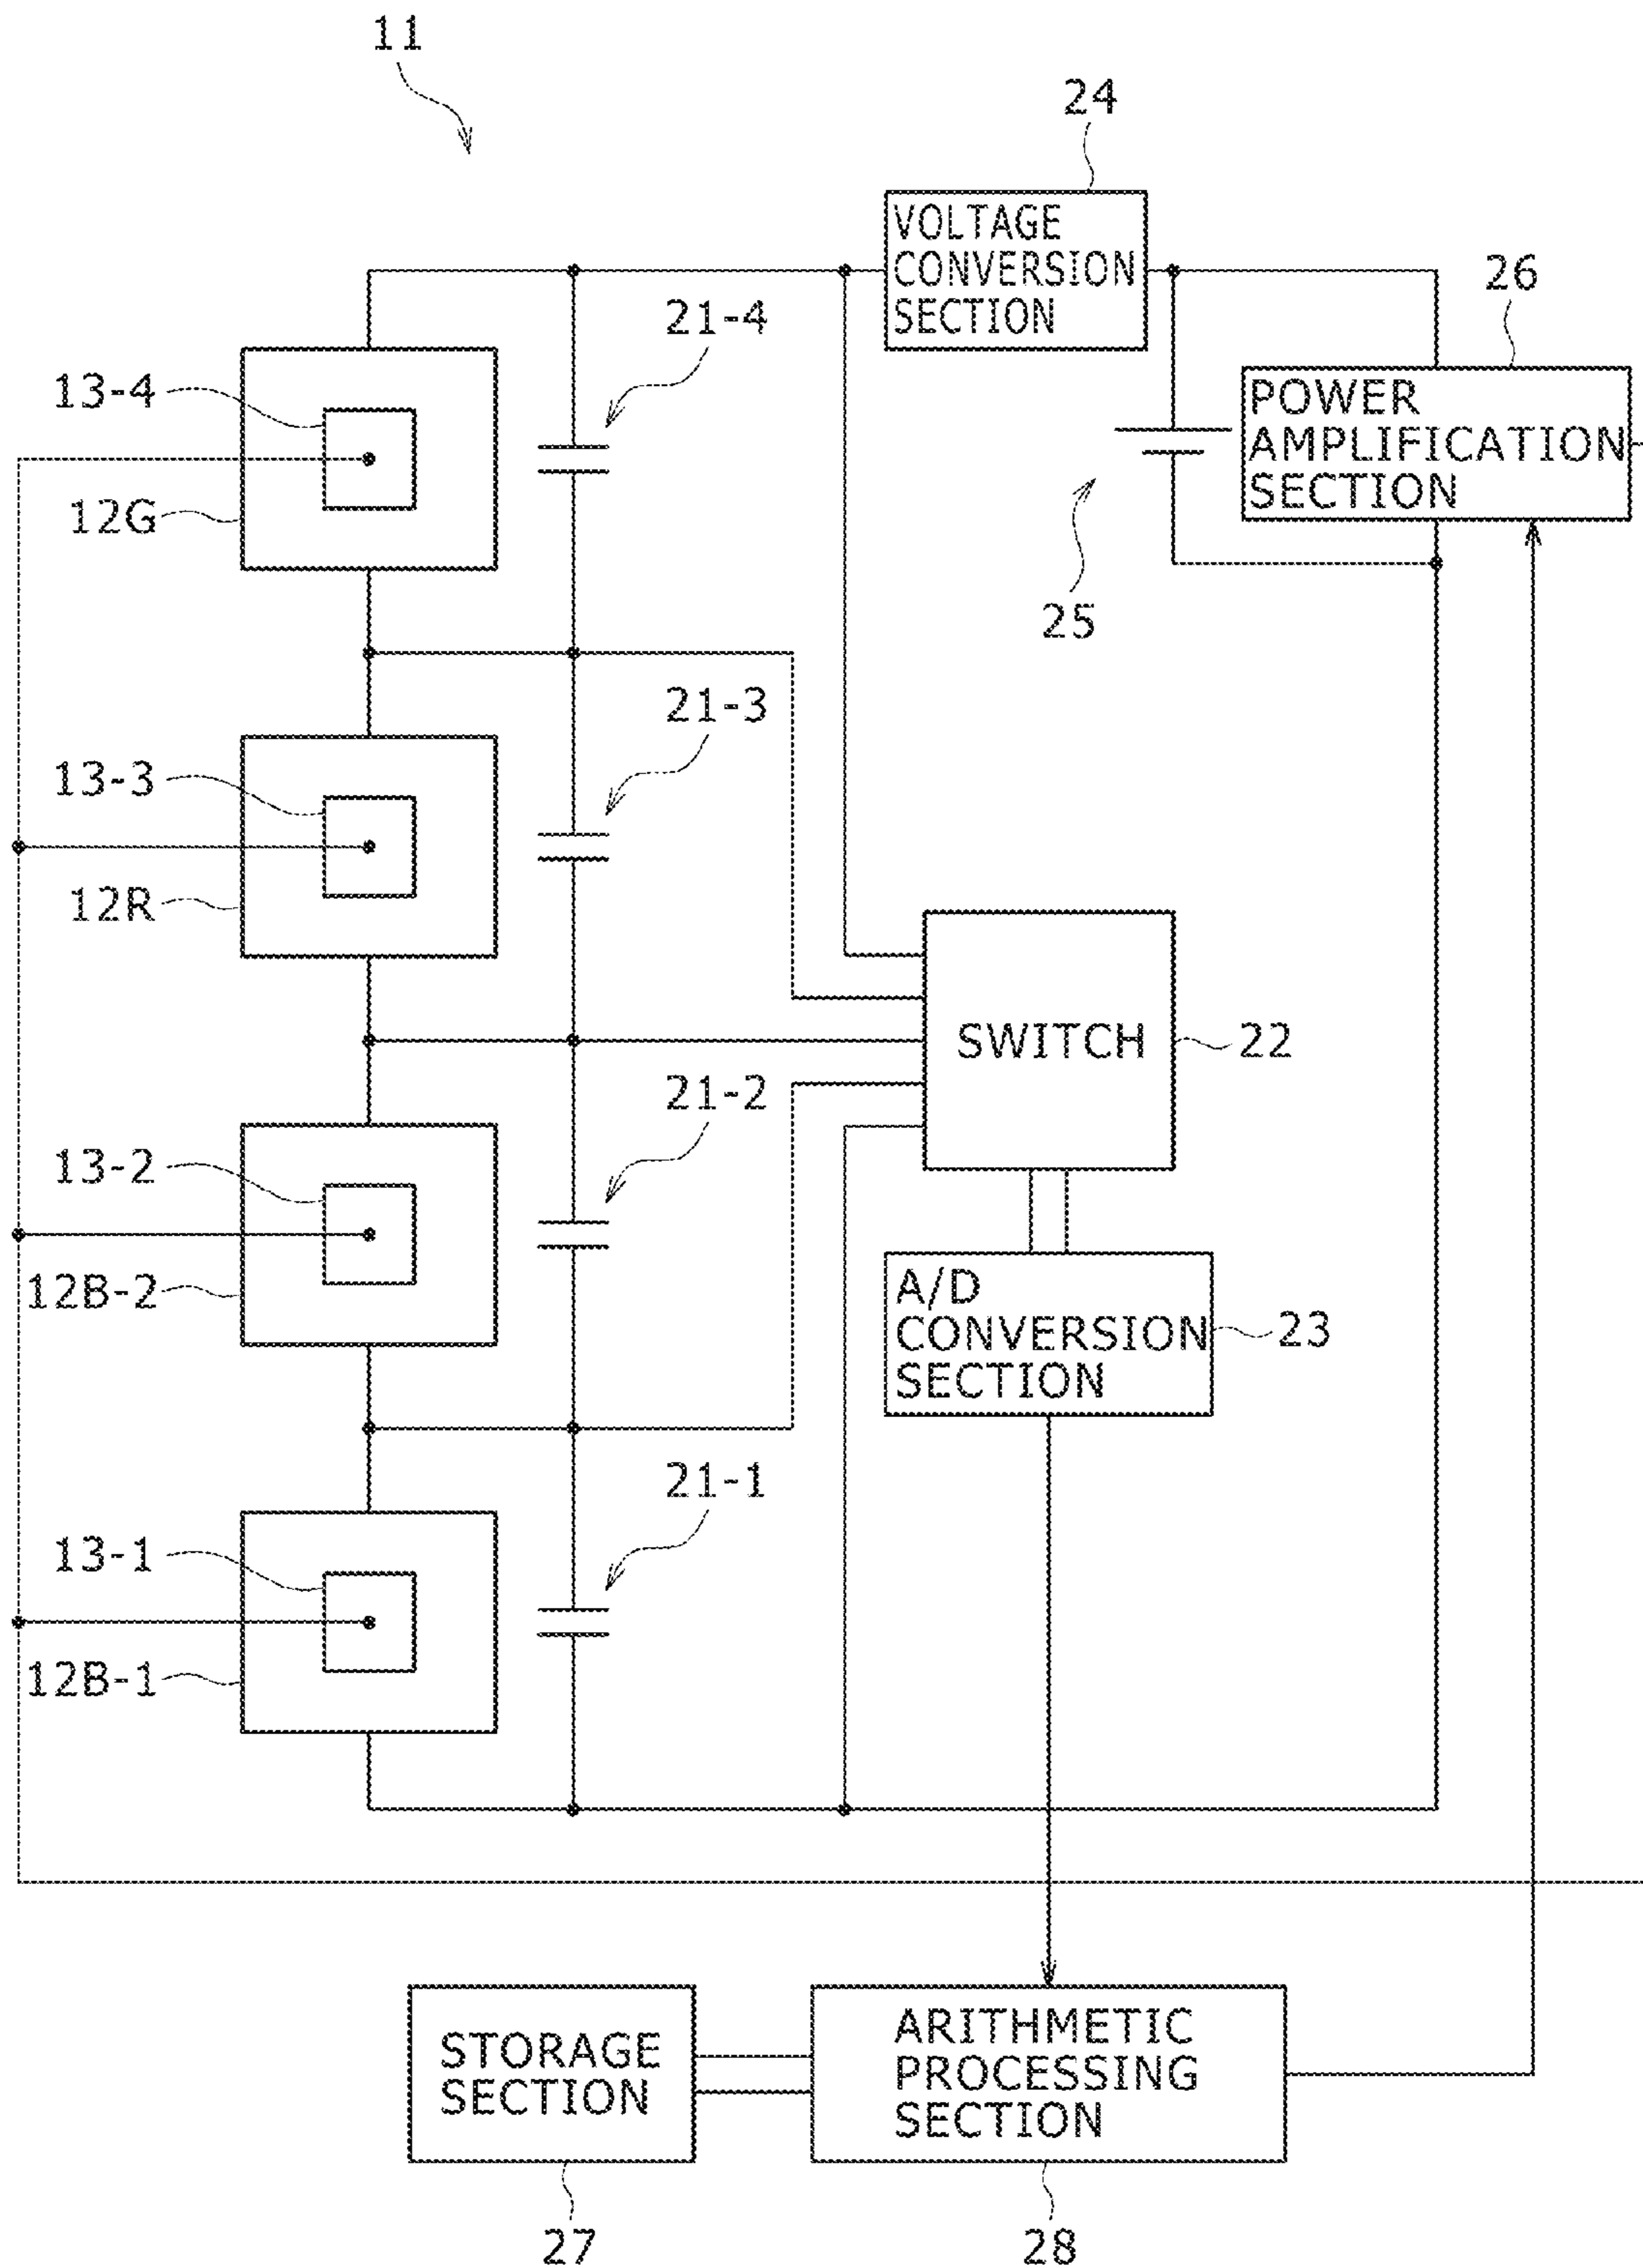 11
24
VOLTAGE
CONVERSION
SECTION
26
21-4
13-4
POWER
AMPLIFICATION
SECTION
12G
25
21-3
13-3
12R
SWITCH
22
21-2
13-2
12B-2
A/D
CONVERSION
SECTION
23
21-1
13-1
12B-1
STORAGE
SECTION
ARITHMETIC
PROCESSING
SECTION
27
28